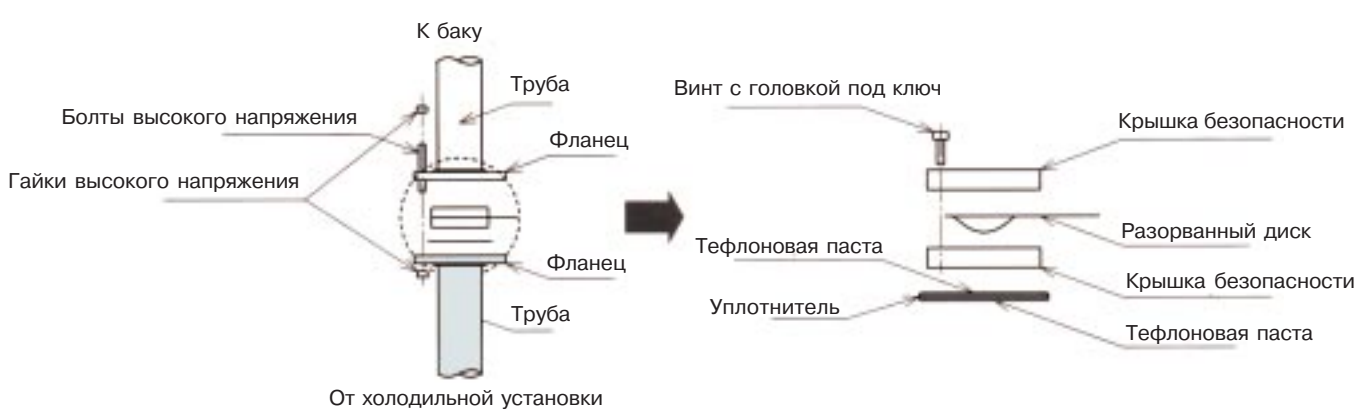 К баку
Труба
Болты высокого напряжения
Фланец
Гайки высокого напряжения
Фланец
Труба
От холодильной установки
Винт с головкой под ключ
Крышка безопасности
Разорванный диск
Тефлоновая паста
Крышка безопасности
Уплотнитель
Тефлоновая паста